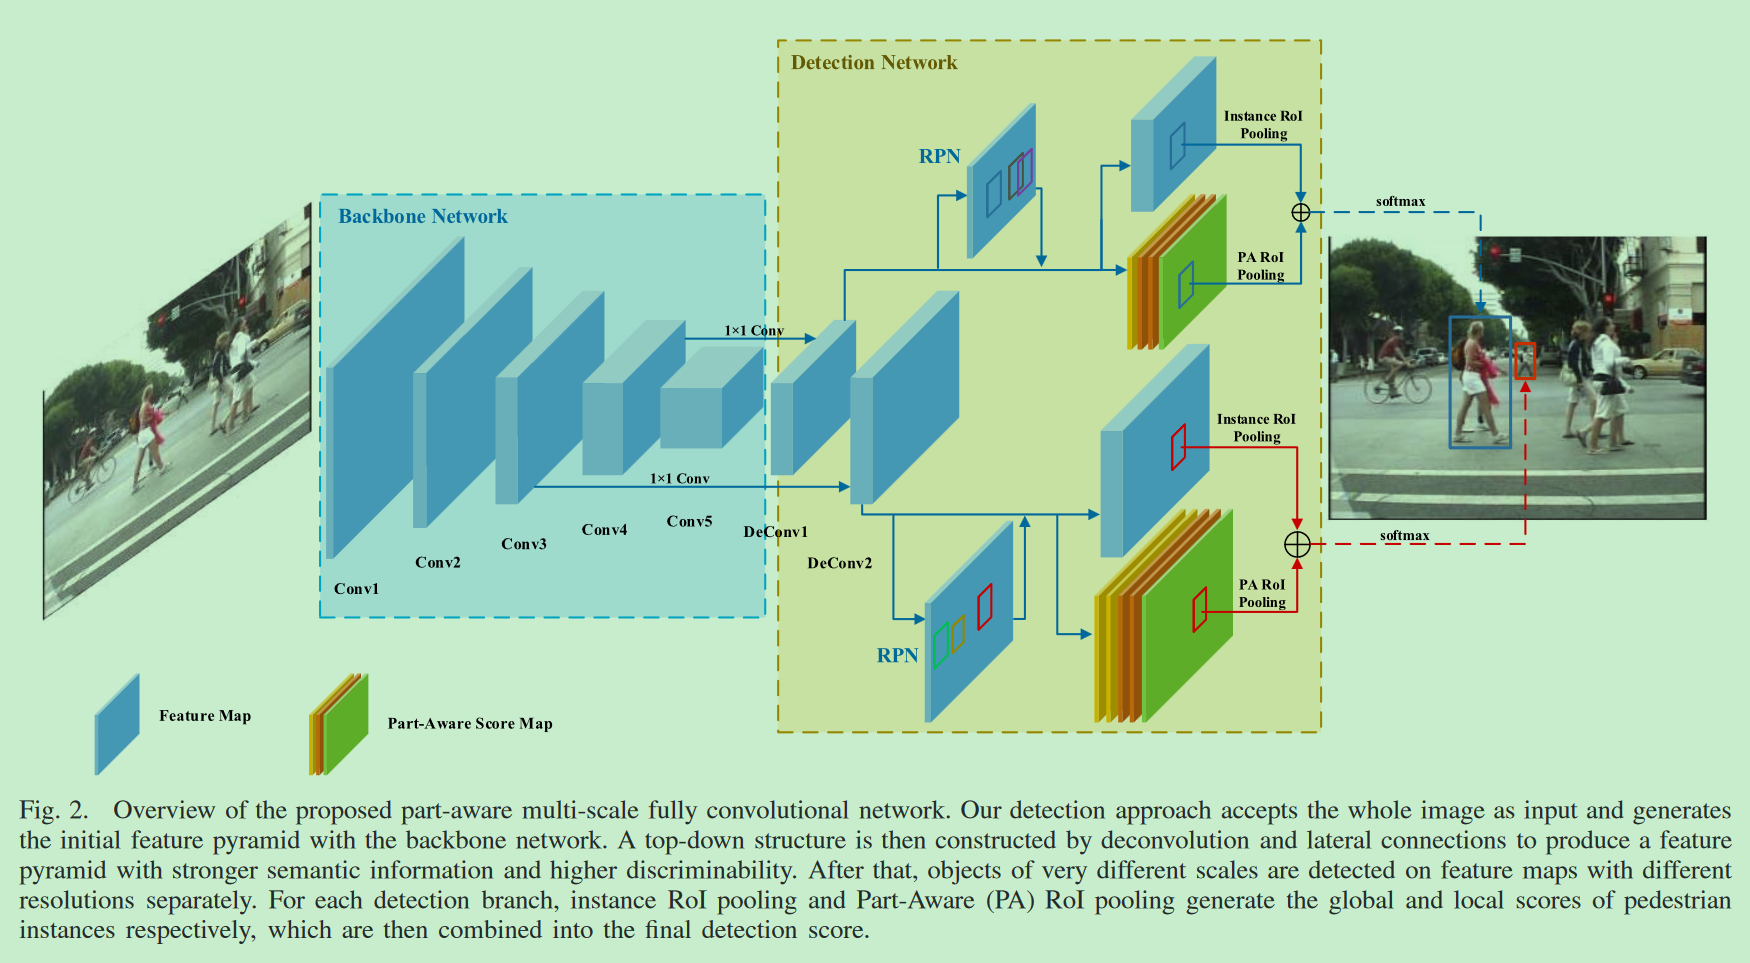 Detection Network
Instance RoI
Pooling
RPN
softmax
Backbone Network
PA RoI
Pooling
1×1 Conv
Instance RoI
Pooling
1×1 Conv
Conv5
Conv4
DeConv1
Conv3
softmax
Conv2
DeConv2
Conv1
PA RoI
Pooling
RPN
Feature Map
Part-Aware Score Map
Fig. 2. Overview of the proposed part-aware multi-scale fully convolutional network. Our detection approach accepts the whole image as input and generates
the initial feature pyramid with the backbone network. A top-down structure is then constructed by deconvolution and lateral connections to produce a feature
pyramid with stronger semantic information and higher discriminability. After that, objects of very different scales are detected on feature maps with different
resolutions separately. For each detection branch, instance RoI pooling and Part-Aware (PA) RoI pooling generate the global and local scores of pedestrian
instances respectively, which are then combined into the final detection score.